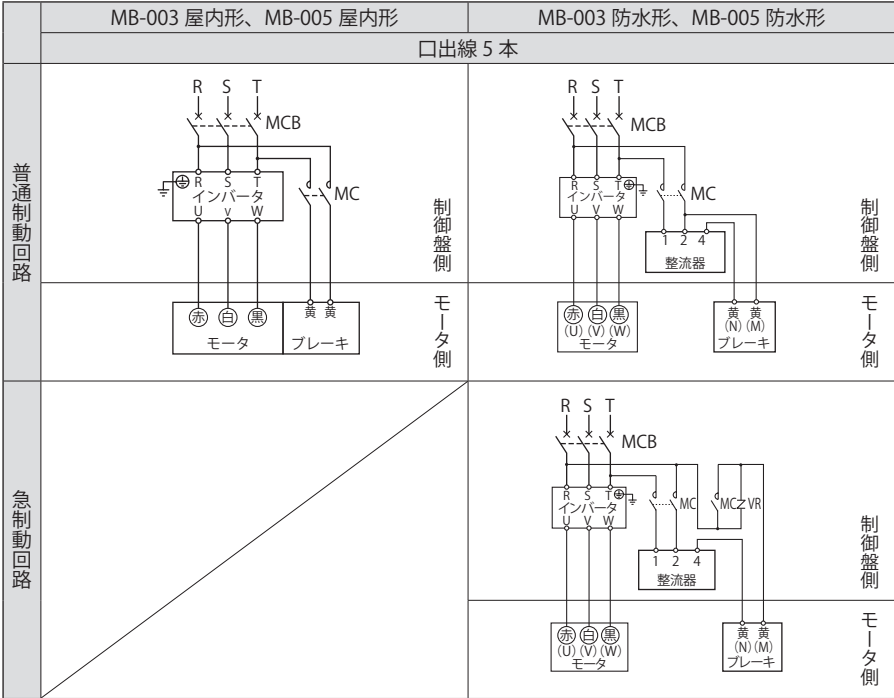 MB-003 屋内形、MB-005 屋内形
MB-003 防水形、MB-005 防水形
口出線 5 本
普通制動回路
R S T
MCB
R S T
インバータ
U V W
MC
制御盤側
赤 白 黒
モータ
黄 黄
ブレーキ
モータ側
R S T
MCB
R S T
インバータ
U V W
MC
1 2 4
整流器
制御盤側
赤 白 黒
(U) (V) (W)
モータ
黄 黄
(N) (M)
ブレーキ
モータ側
急制動回路
R S T
MCB
R S T
インバータ
U V W
MC
MC
VR
1 2 4
整流器
制御盤側
赤 白 黒
(U) (V) (W)
モータ
黄 黄
(N) (M)
ブレーキ
モータ側